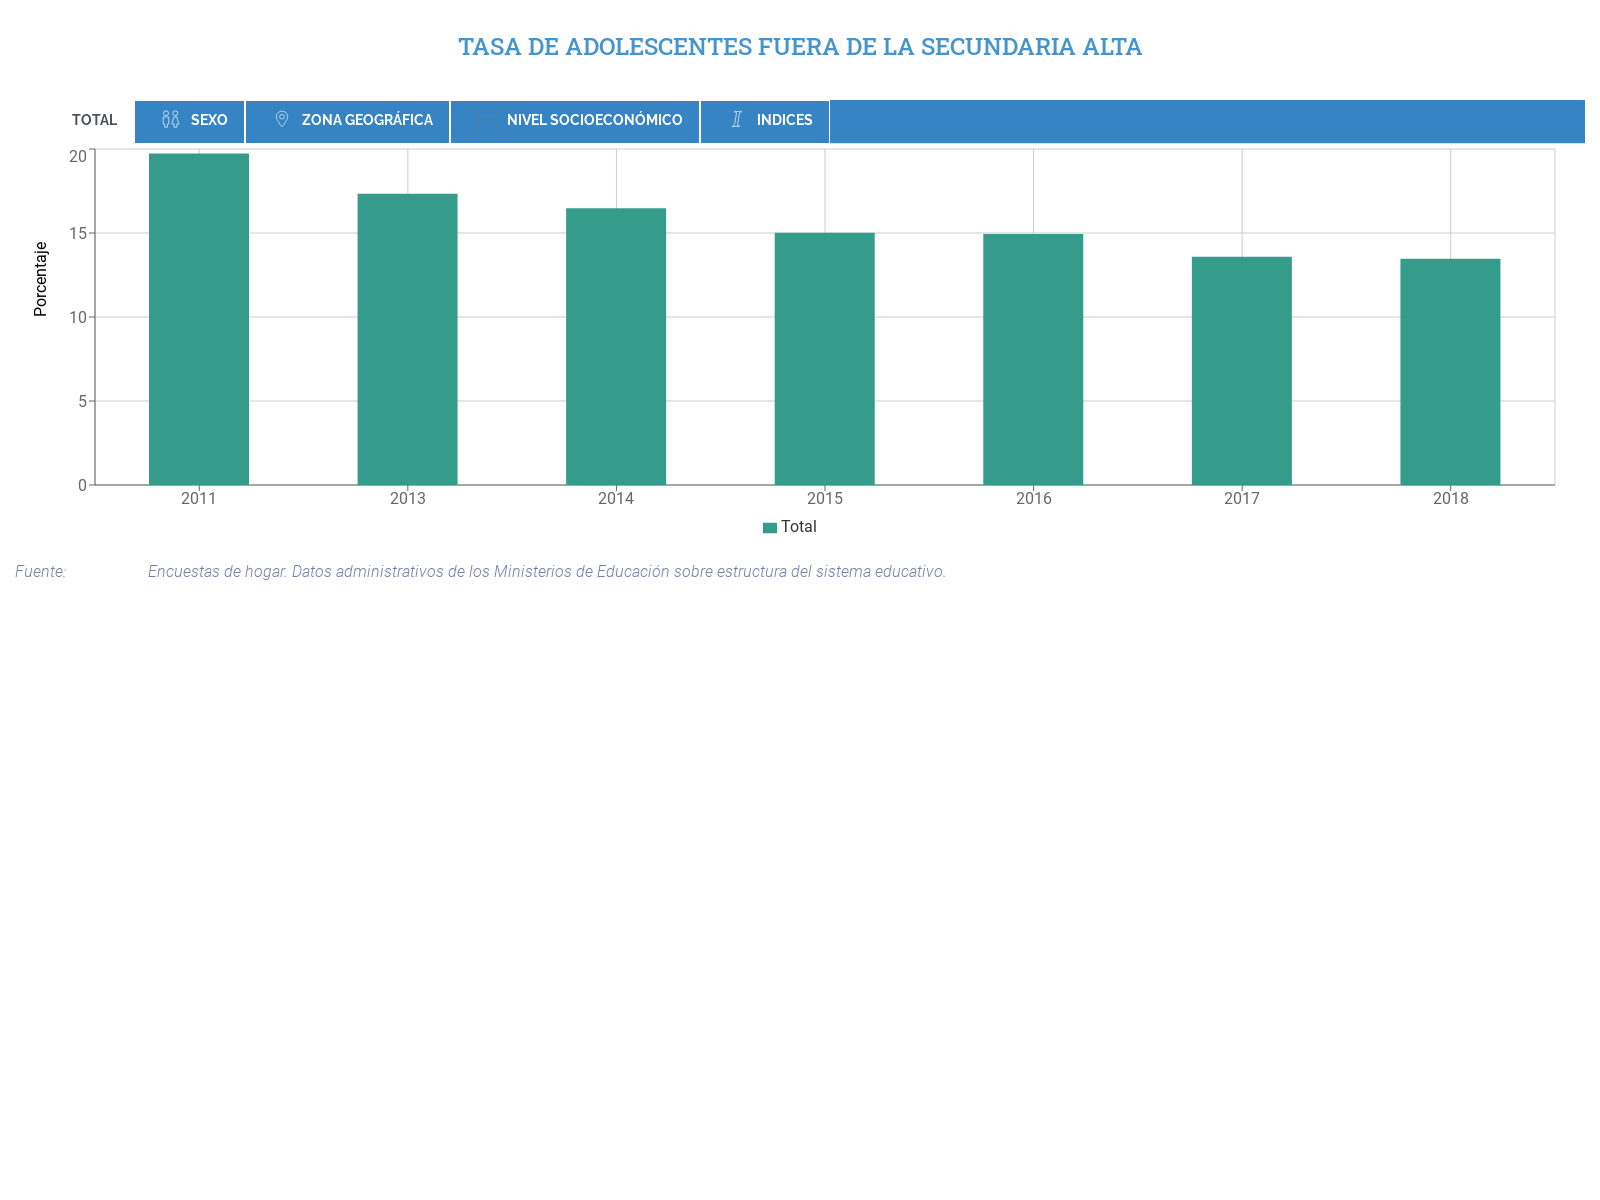 TASA DE ADOLESCENTES FUERA DE LA SECUNDARIA ALTA
TOTAL SEXO ZONA GEOGRÁFICA NIVEL SOCIOECONÓMICO INDICES
20
15
10
5
0
Porcentaje
2011 2013 2014 2015 2016 2017 2018
Total
Fuente: Encuestas de hogar. Datos administrativos de los Ministerios de Educación sobre estructura del sistema educativo.